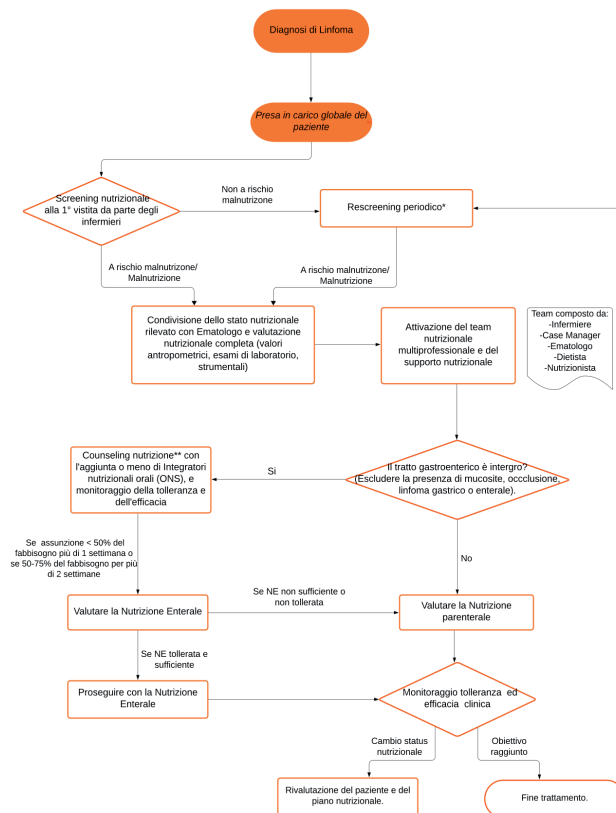 Diagnosi di Linfoma
Presa in carico globale del
paziente
Screening nutrizionale
alla 1° vistita da parte degli
infermieri
Non a rischio
malnutrizone
Rescreening periodico*
A rischio malnutrizone/
Malnutrizione
A rischio malnutrizone/
Malnutrizione
Condivisione dello stato nutrizionale
rilevato con Ematologo e valutazione
nutrizionale completa (valori
antropometrici, esami di laboratorio,
strumentali)
Attivazione del team
nutrizionale
multiprofessionale e del
supporto nutrizionale
Team composto da:
-Infermiere
-Case Manager
-Ematologo
-Dietista
-Nutrizionista
Counseling nutrizione** con
l'aggiunta o meno di Integratori
nutrizionali orali (ONS), e
monitoraggio della tolleranza e
dell'efficacia
Si
Il tratto gastroenterico è intergro?
(Escludere la presenza di mucosite, occclusione,
linfoma gastrico o enterale).
Se assunzione < 50% del
fabbisogno più di 1 settimana o
se 50-75% del fabbisogno per più
di 2 settimane
No
Valutare la Nutrizione Enterale
Se NE non sufficiente o
non tollerata
Valutare la Nutrizione
parenterale
Se NE tollerata e
sufficiente
Proseguire con la Nutrizione
Enterale
Monitoraggio tolleranza ed
efficacia clinica
Cambio status
nutrizionale
Obiettivo
raggiunto
Rivalutazione del paziente e del
piano nutrizionale.
Fine trattamento.